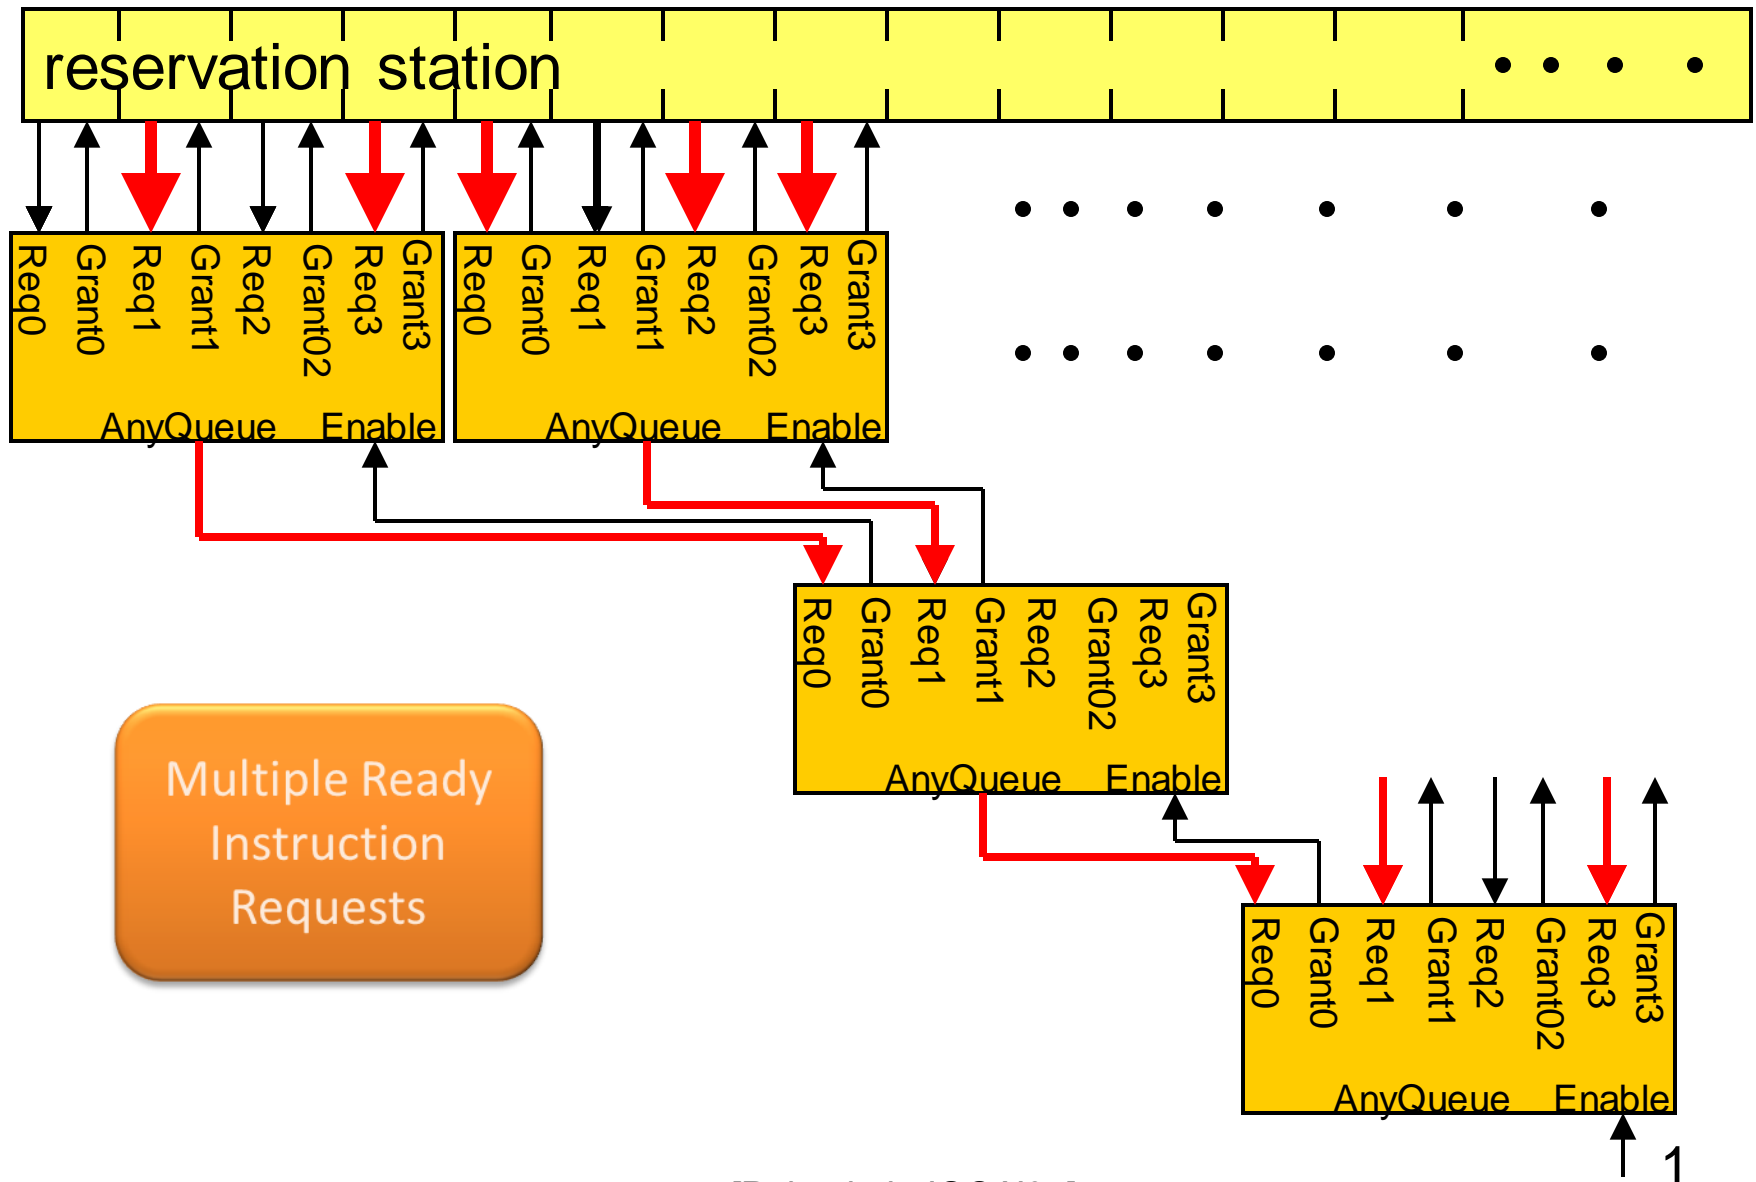 reservation station
Req0 Grant0 Req1 Grant1 Req2 Grant02 Req3 Grant3
AnyQueue Enable
Req0 Grant0 Req1 Grant1 Req2 Grant02 Req3 Grant3
AnyQueue Enable
Req0 Grant0 Req1 Grant1 Req2 Grant02 Req3 Grant3
AnyQueue Enable
Multiple Ready
Instruction
Requests
Req0 Grant0 Req1 Grant1 Req2 Grant02 Req3 Grant3
AnyQueue Enable
1